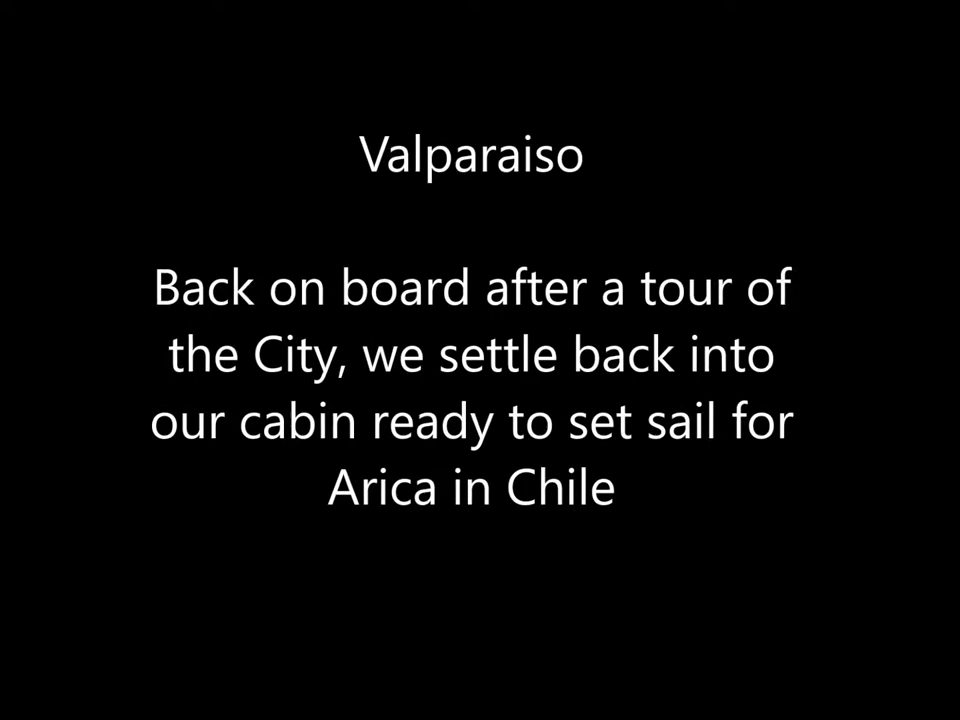 Valparaiso
Back on board after a tour of
the City, we settle back into
our cabin ready to set sail for
Arica in Chile